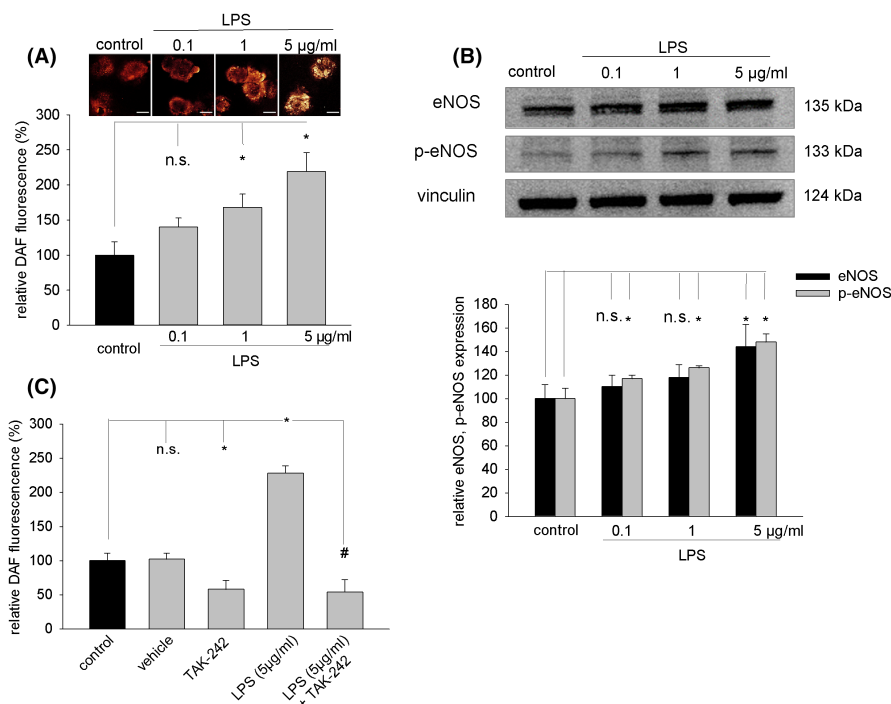 (A)
LPS
control 0.1 1 5 µg/ml
relative DAF fluorescence (%)
300
250
200
150
100
50
0
n.s. * *
control 0.1 1 5 µg/ml
LPS
(B)
LPS
control 0.1 1 5 µg/ml
eNOS 135 kDa
p-eNOS 133 kDa
vinculin 124 kDa
eNOS
p-eNOS
relative eNOS, p-eNOS expression
180
160
140
120
100
80
60
40
20
0
n.s. * n.s. * * *
control 0.1 1 5 µg/ml
LPS
(C)
relative DAF fluorescencence (%)
300
250
200
150
100
50
0
n.s. * * #
control
vehicle
TAK-242
LPS (5µg/ml)
LPS (5µg/ml)
+ TAK-242